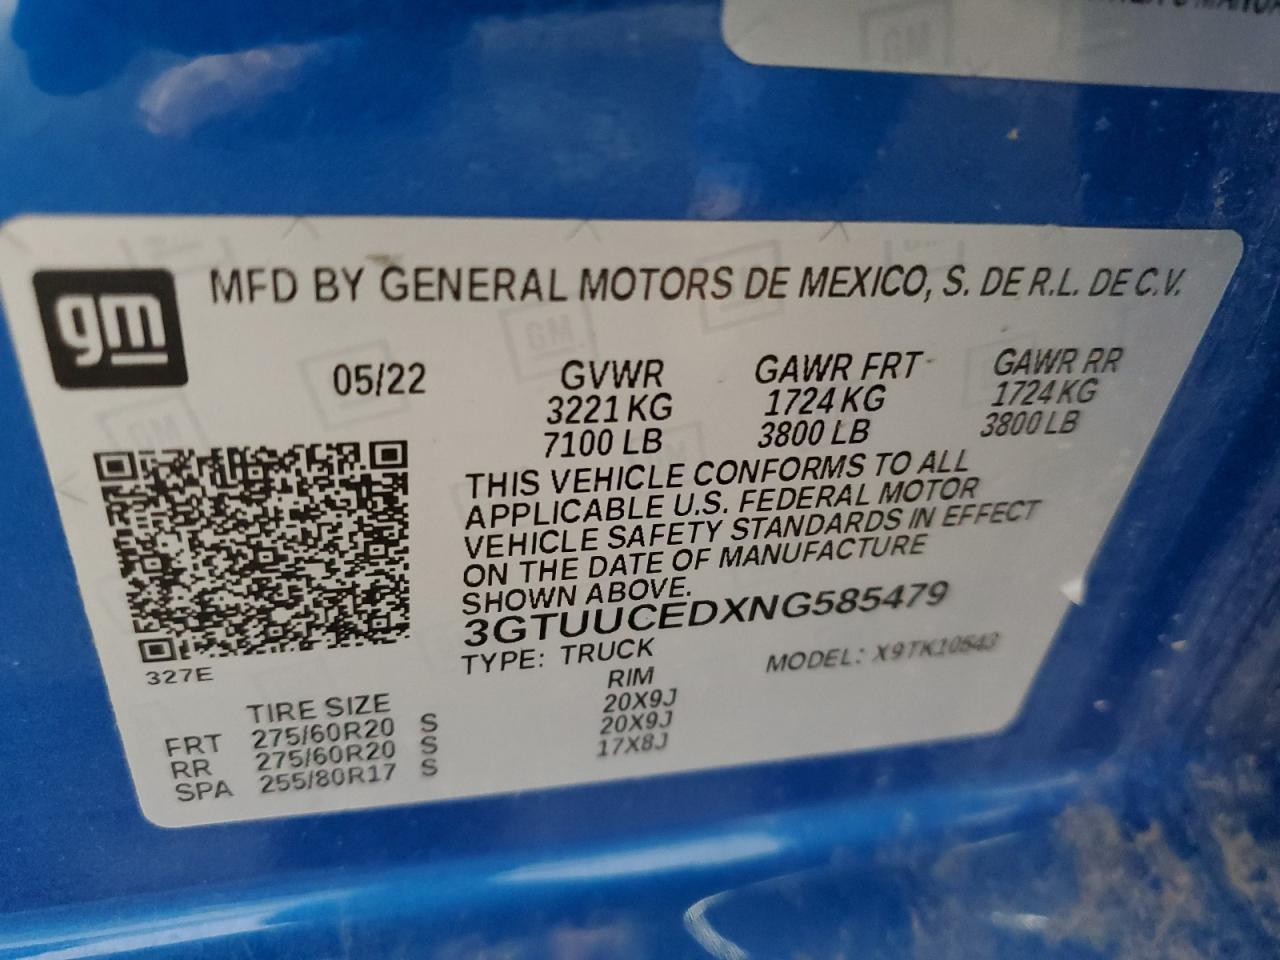 gm
MFD BY GENERAL MOTORS DE MEXICO, S. DE R.L. DE C.V.
05/22 GVWR GAWR FRT GAWR RR
3221 KG 1724 KG 1724 KG
7100 LB 3800 LB 3800 LB
THIS VEHICLE CONFORMS TO ALL
APPLICABLE U.S. FEDERAL MOTOR
VEHICLE SAFETY STANDARDS IN EFFECT
ON THE DATE OF MANUFACTURE
SHOWN ABOVE.
3GTUUCEDXNG585479
TYPE: TRUCK MODEL: X9TK10543
327E
TIRE SIZE RIM
FRT 275/60R20 S 20X9J
RR 275/60R20 S 20X9J
SPA 255/80R17 S 17X8J